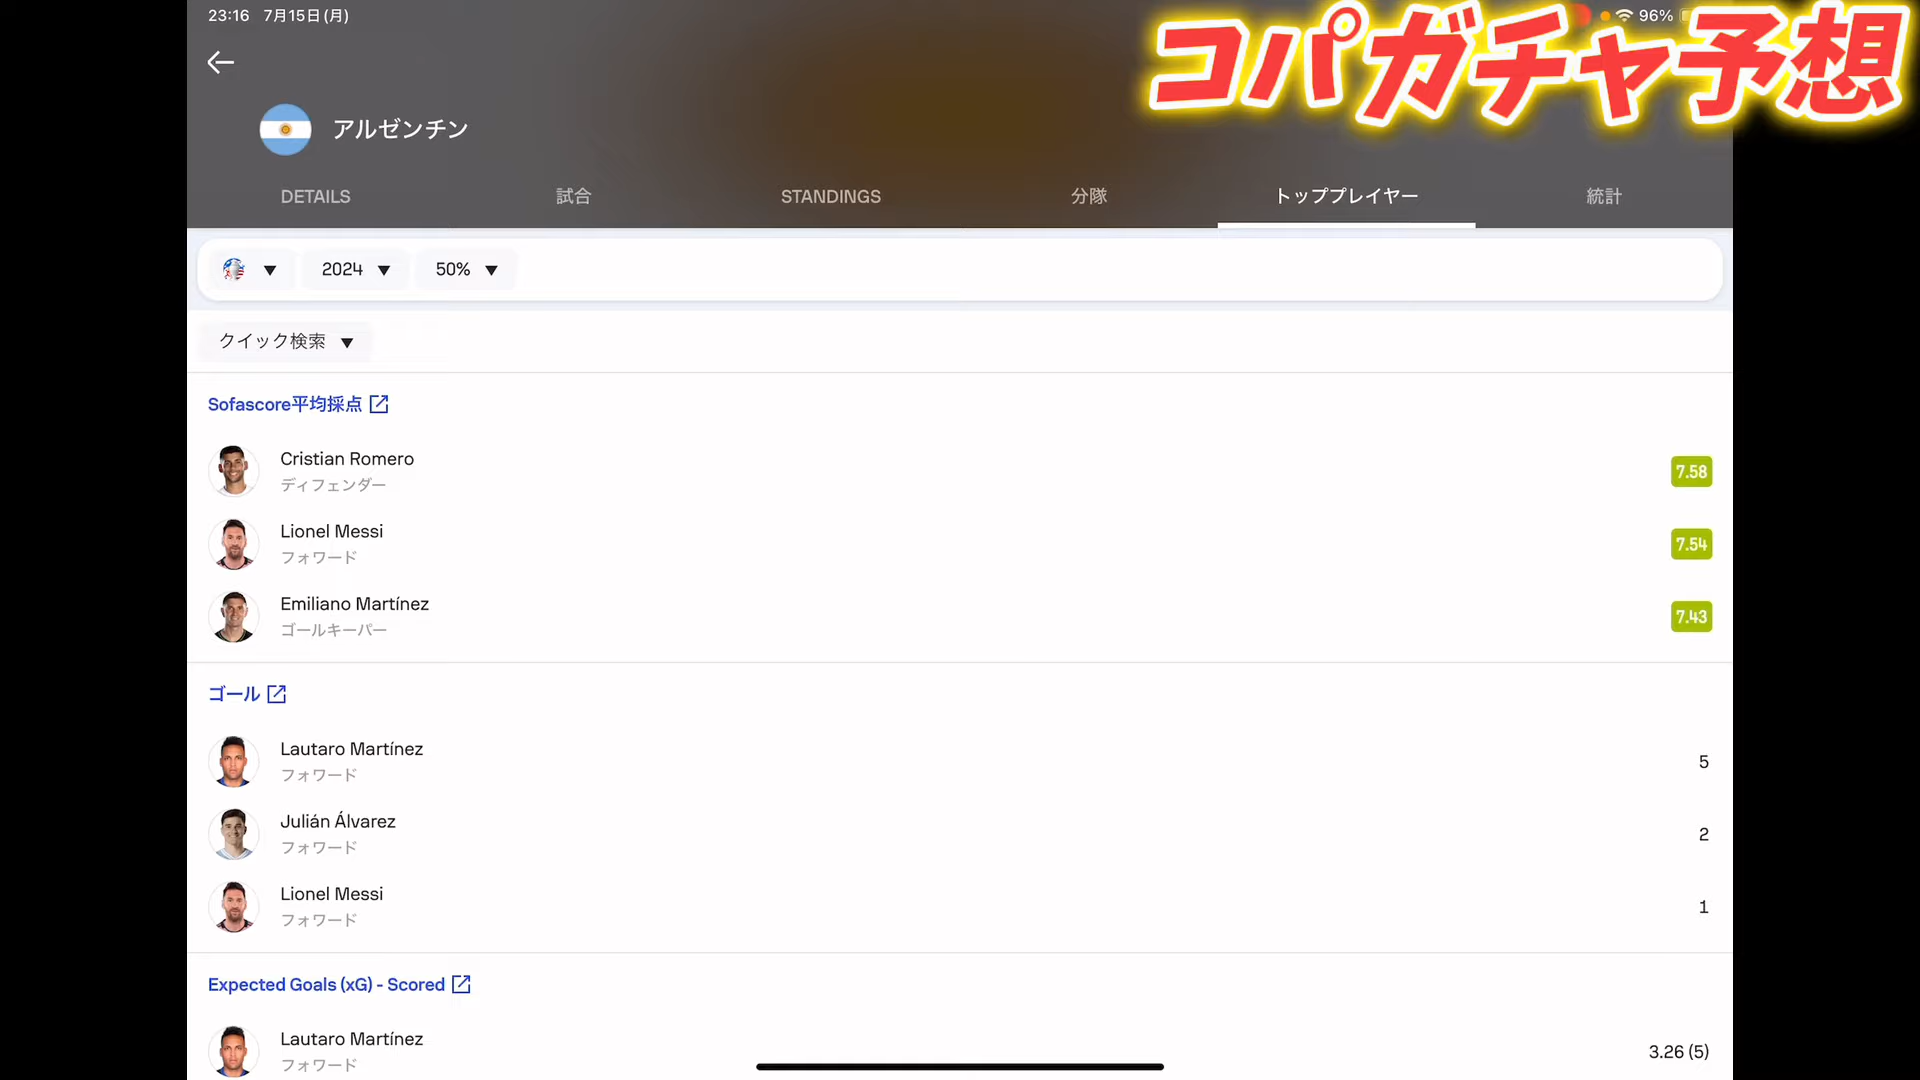 23:16 7月15日(月)
96%
コパガチャ予想
アルゼンチン
DETAILS
試合
STANDINGS
分隊
トッププレイヤー
統計
2024
50%
クイック検索
Sofascore平均採点
Cristian Romero
ディフェンダー
7.58
Lionel Messi
フォワード
7.54
Emiliano Martínez
ゴールキーパー
7.43
ゴール
Lautaro Martínez
フォワード
5
Julián Álvarez
フォワード
2
Lionel Messi
フォワード
1
Expected Goals (xG) - Scored
Lautaro Martínez
フォワード
3.26 (5)